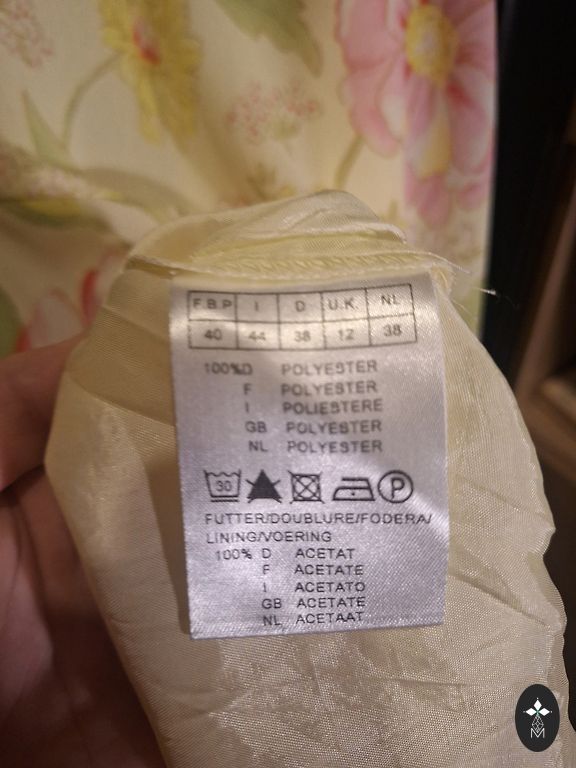 F.B.P I D U.K NL
40 44 38 12 38
100%D POLYESTER
F POLYESTER
I POLIESTERE
GB POLYESTER
NL POLYESTER
30 P
FUTTER/DOUBLURE/FODERA/
LINING/VOERING
100% D ACETAT
F ACETATE
I ACETATO
GB ACETATE
NL ACETAAT
M